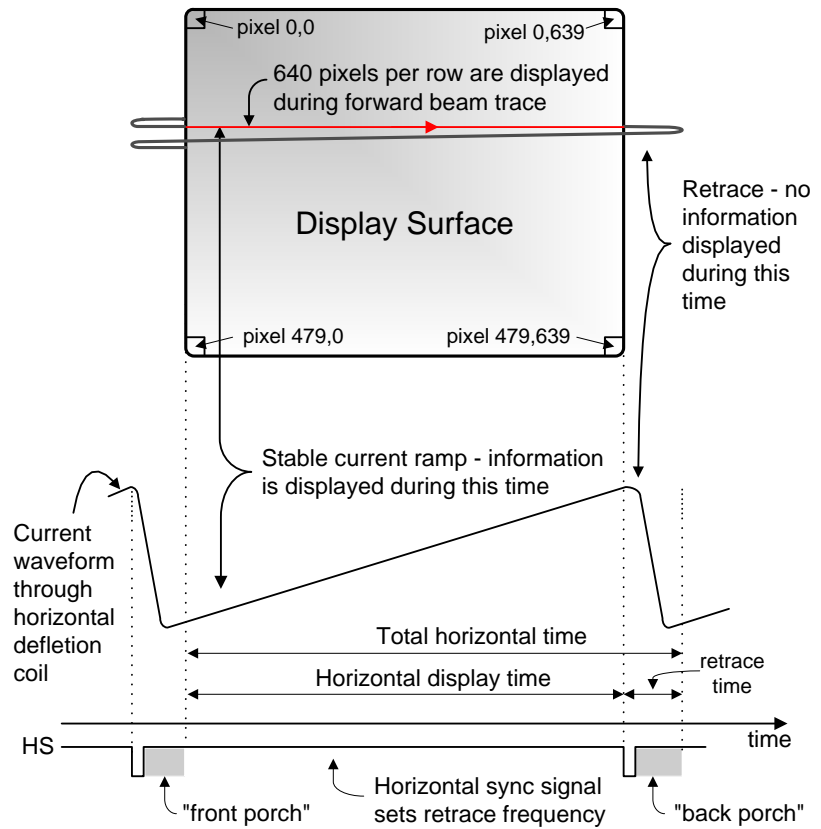 pixel 0,0
pixel 0,639
640 pixels per row are displayed
during forward beam trace
Retrace - no
information
displayed
during this
time
Display Surface
pixel 479,0
pixel 479,639
Stable current ramp - information
is displayed during this time
Current
waveform
through
horizontal
defletion
coil
Total horizontal time
Horizontal display time
retrace
time
time
HS
"front porch"
Horizontal sync signal
sets retrace frequency
"back porch"